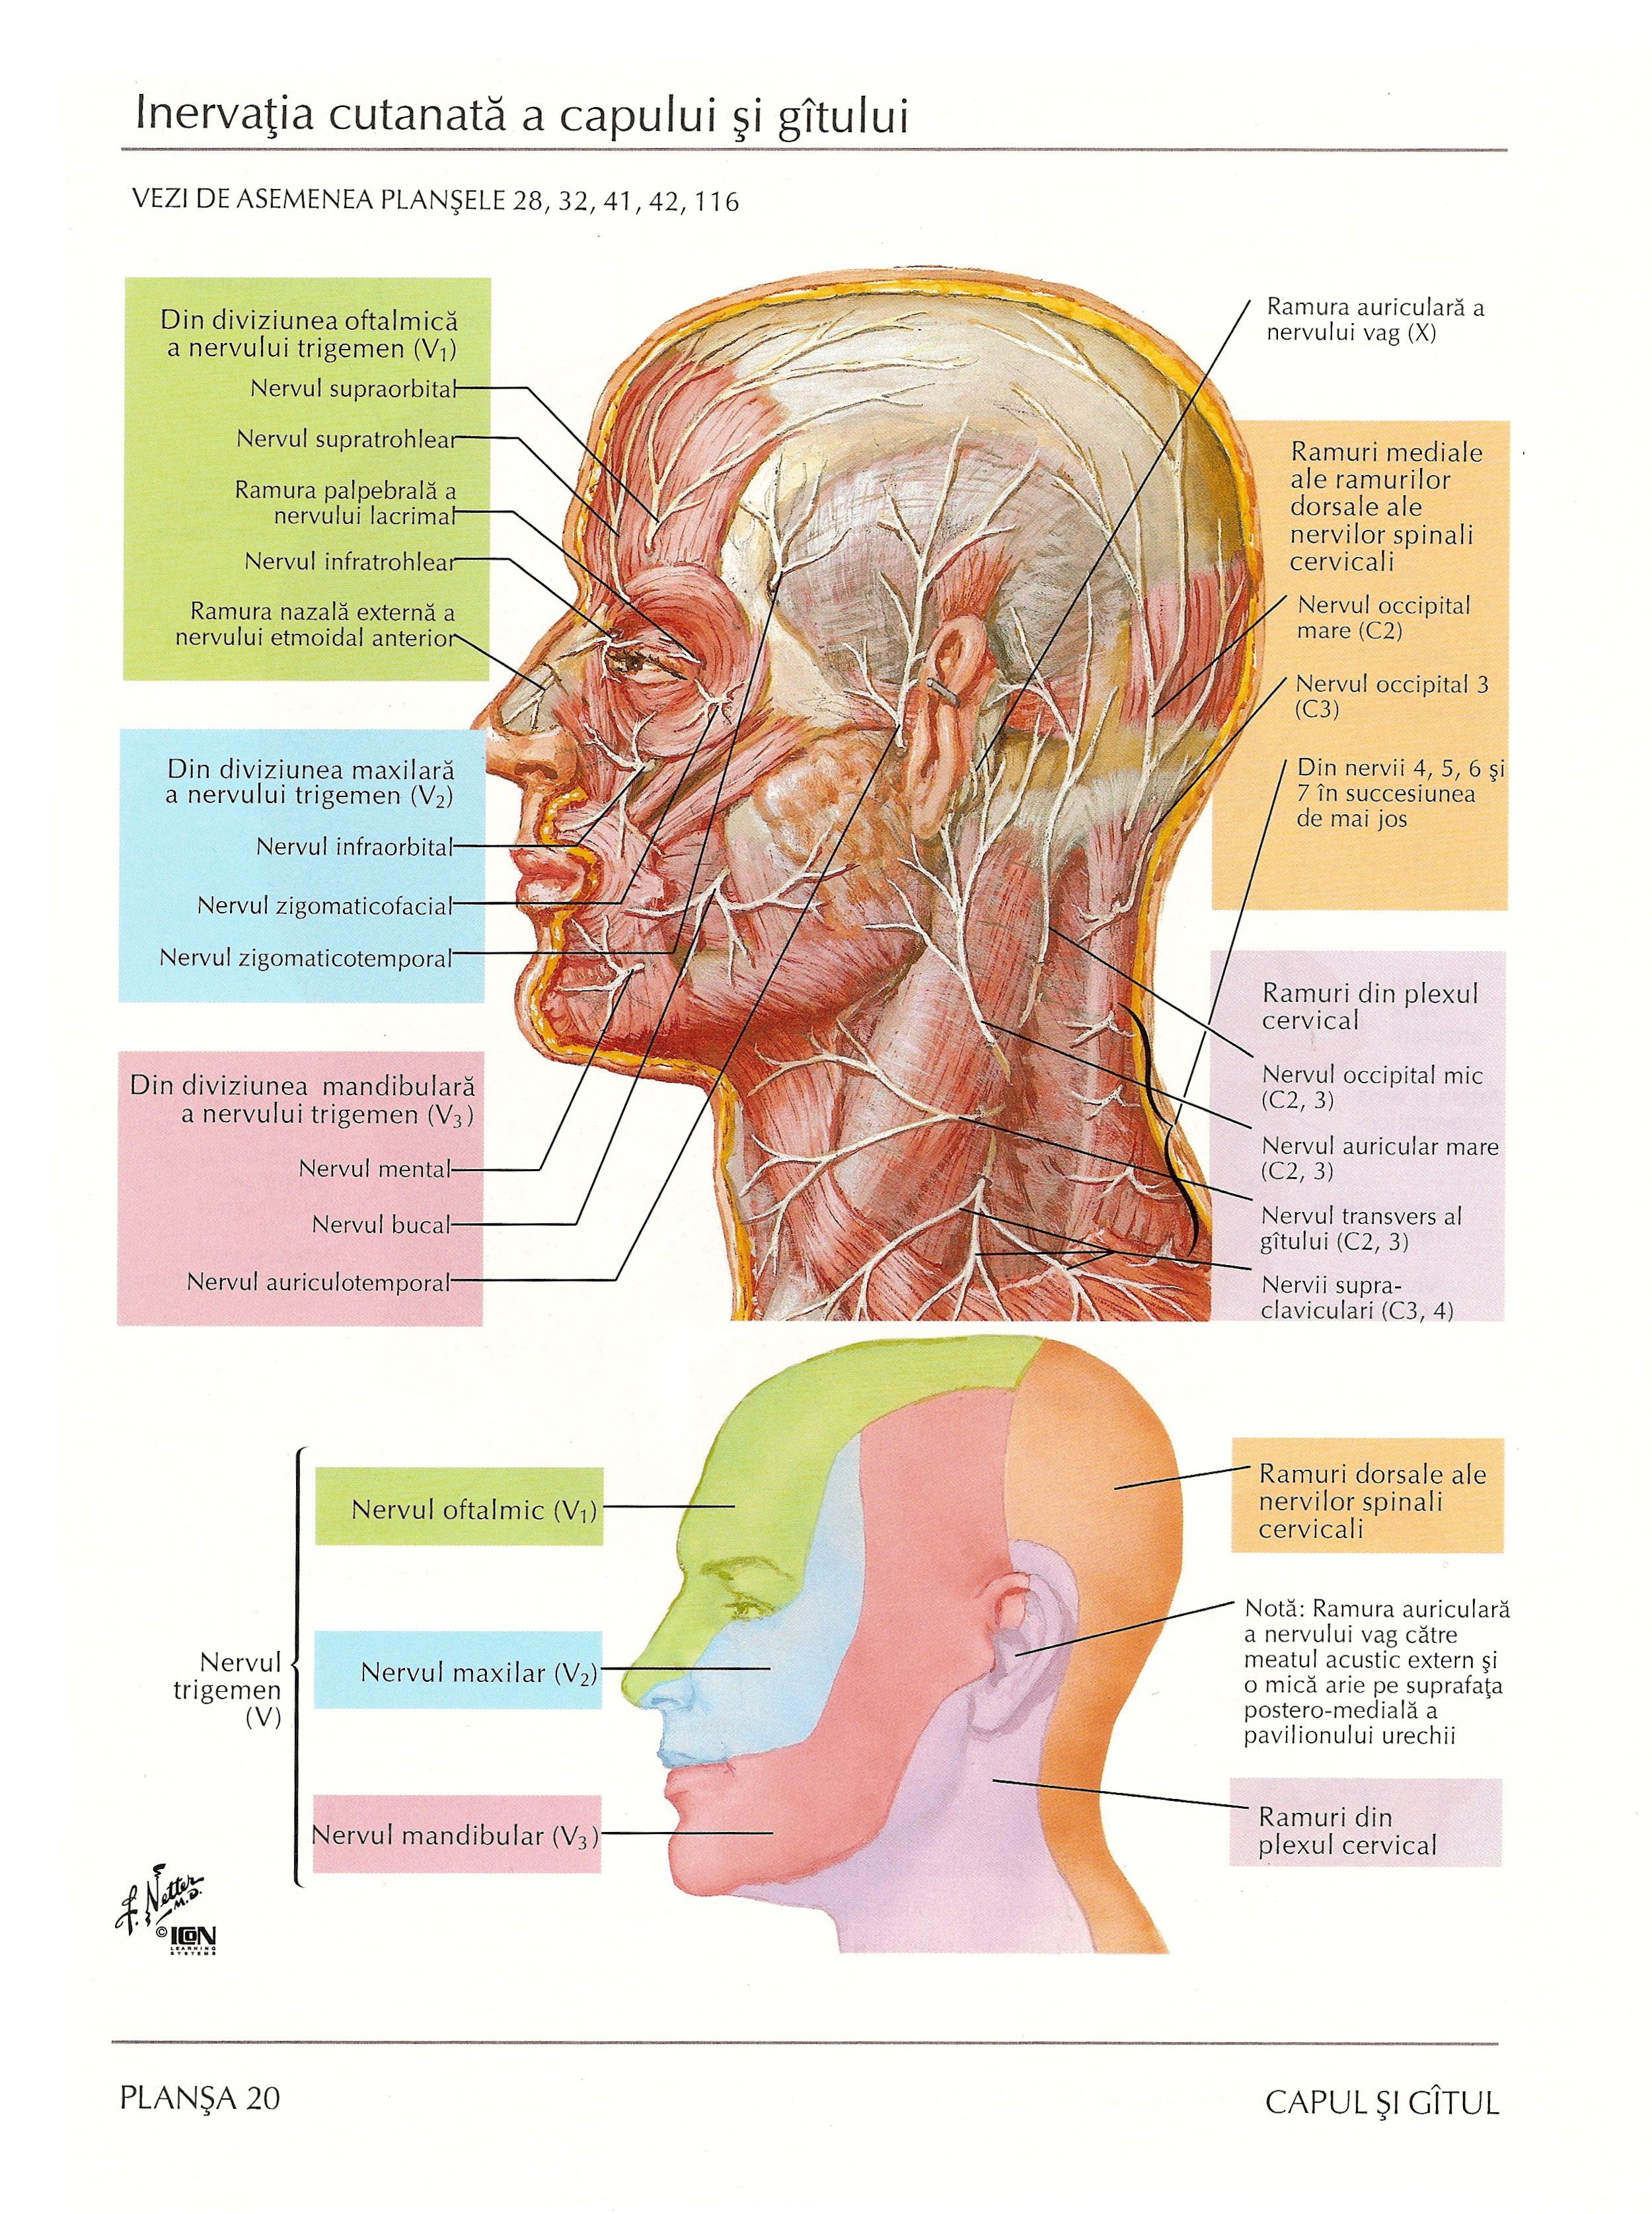 Inervaţia cutanată a capului şi gîtului
VEZI DE ASEMENEA PLANŞELE 28, 32, 41, 42, 116
Din diviziunea oftalmică
a nervului trigemen (V₁)
Nervul supraorbital
Nervul supratrohlear
Ramura palpebrală a
nervului lacrimal
Nervul infratrohlear
Ramura nazală externă a
nervului etmoidal anterior
Din diviziunea maxilară
a nervului trigemen (V₂)
Nervul infraorbital
Nervul zigomaticofacial
Nervul zigomaticotemporal
Din diviziunea mandibulară
a nervului trigemen (V₃)
Nervul mental
Nervul bucal
Nervul auriculotemporal
Ramura auriculară a
nervului vag (X)
Ramuri mediale
ale ramurilor
dorsale ale
nervilor spinali
cervicali
Nervul occipital
mare (C2)
Nervul occipital 3
(C3)
Din nervii 4, 5, 6 şi
7 în succesiunea
de mai jos
Ramuri din plexul
cervical
Nervul occipital mic
(C2, 3)
Nervul auricular mare
(C2, 3)
Nervul transvers al
gîtului (C2, 3)
Nervii supra-
claviculari (C3, 4)
Nervul
trigemen
(V)
Nervul oftalmic (V₁)
Nervul maxilar (V₂)
Nervul mandibular (V₃)
Ramuri dorsale ale
nervilor spinali
cervicali
Notă: Ramura auriculară
a nervului vag către
meatul acustic extern şi
o mică arie pe suprafaţa
postero-medială a
pavilionului urechii
Ramuri din
plexul cervical
F. Netter
M.D.
© ICON
LEARNING
SYSTEMS
PLANŞA 20
CAPUL ŞI GÎTUL